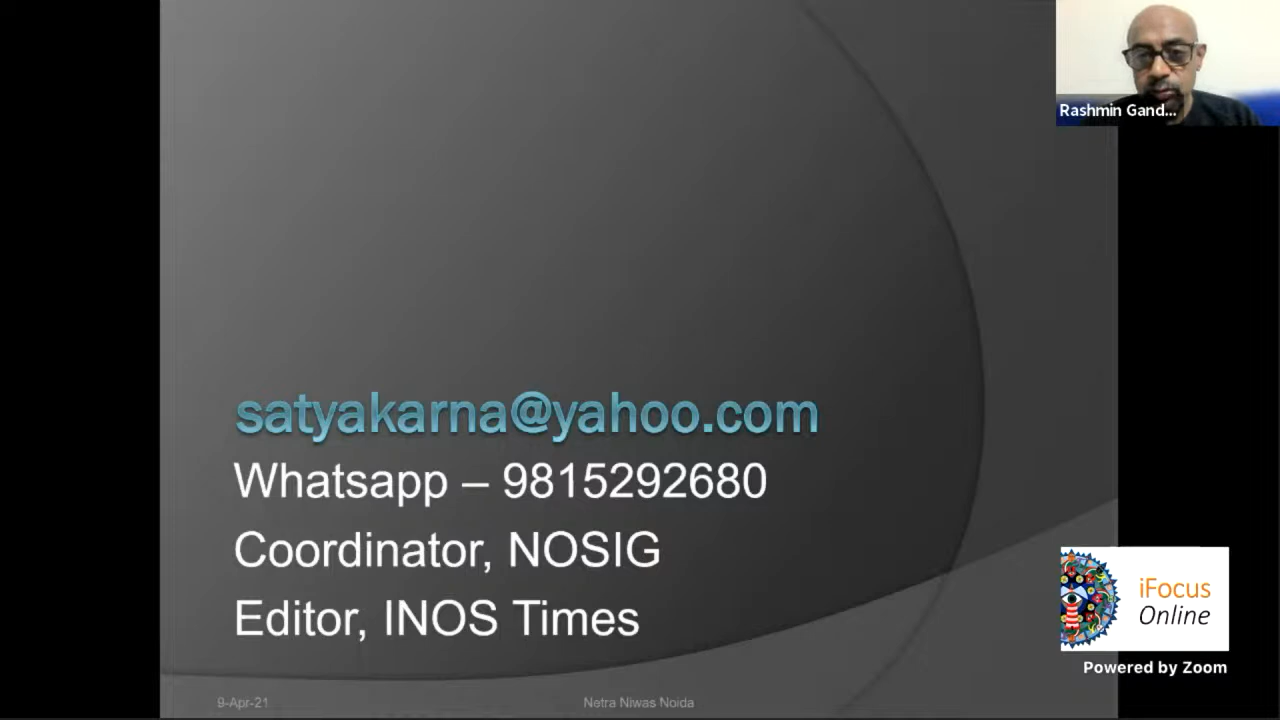 Rashmin Gand...
satyakarna@yahoo.com
Whatsapp – 9815292680
Coordinator, NOSIG
Editor, INOS Times
iFocus
Online
Powered by Zoom
9-Apr-21
Netra Niwas Noida